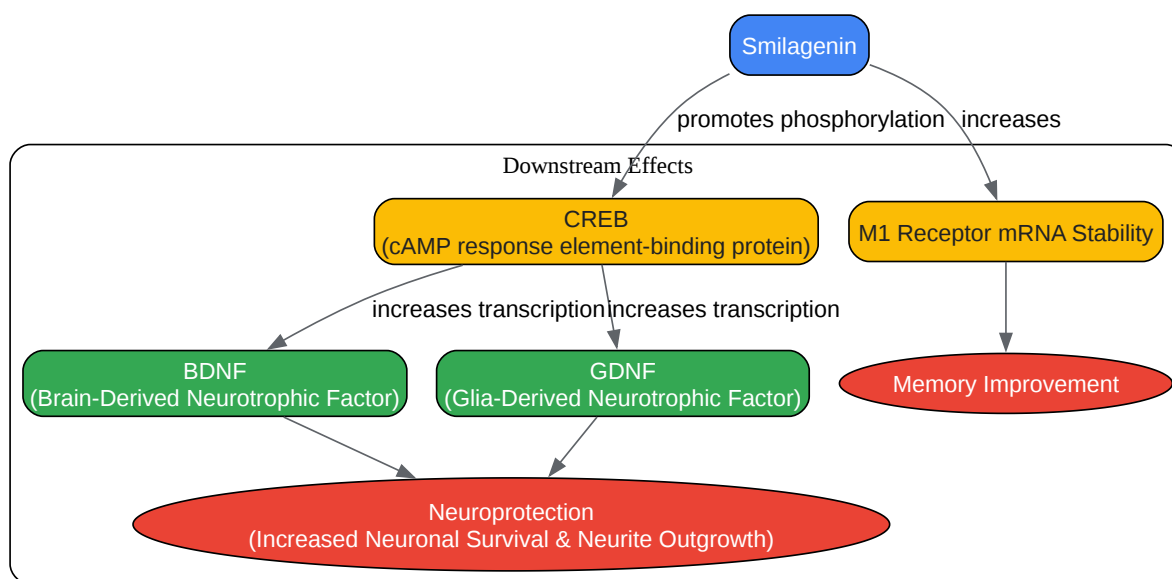 Smilagenin
promotes phosphorylation
increases
Downstream Effects
CREB
(cAMP response element-binding protein)
M1 Receptor mRNA Stability
increases transcription
increases transcription
BDNF
(Brain-Derived Neurotrophic Factor)
GDNF
(Glia-Derived Neurotrophic Factor)
Memory Improvement
Neuroprotection
(Increased Neuronal Survival & Neurite Outgrowth)